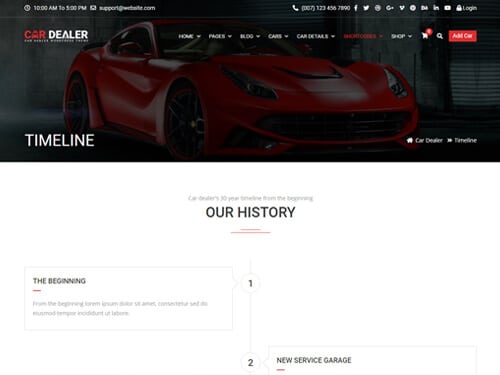 10:00 AM To 5:00 PM support@website.com (007) 123 456 7890 Login
CAR DEALER
CAR DEALER WORDPRESS THEME
HOME PAGES BLOG CARS CAR DETAILS SHORTCODES SHOP 0 Add Car
TIMELINE
Car Dealer Timeline
Car dealer's 30 year timeline from the beginning
OUR HISTORY
THE BEGINNING
1
From the beginning lorem ipsum dolor sit amet, consectetur sed do
eiusmod tempor incididunt ut labore.
2
NEW SERVICE GARAGE